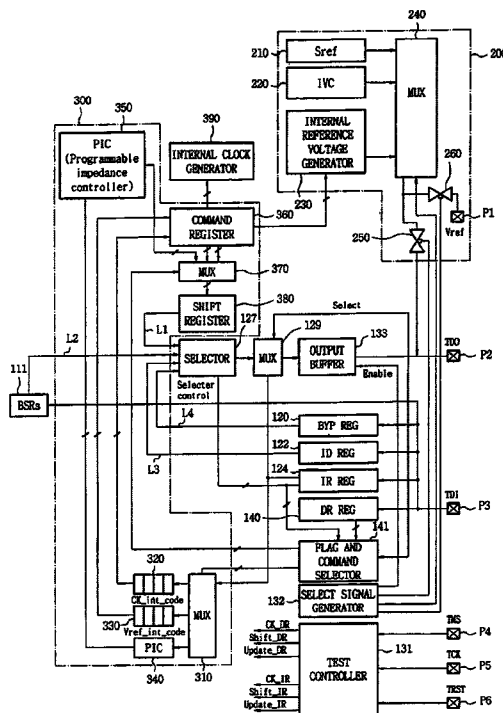 240
210
Sref
200
220
IVC
MUX
300
350
390
PIC
(Programmable
impedance
controller)
INTERNAL CLOCK
GENERATOR
INTERNAL
REFERENCE
VOLTAGE
GENERATOR
230
260
360
COMMAND
REGISTER
Vref
P1
250
MUX
370
380
SHIFT
REGISTER
L1
127
129
Select
133
TDO
L2
SELECTOR
MUX
OUTPUT
BUFFER
P2
111
Selecter
control
Enable
BSRs
L4
120
BYP REG
L3
122
ID REG
124
IR REG
TDI
P3
DR REG
140
141
PLAG AND
COMMAND
SELECTOR
320
CK_int_code
132
SELECT SIGNAL
GENERATOR
330
Vref_int_code
MUX
CK_DR
131
TMS
P4
PIC
Shift_DR
340
310
Update_DR
TEST
CONTROLLER
TCK
P5
CK_IR
Shift_IR
TRST
P6
Update_IR